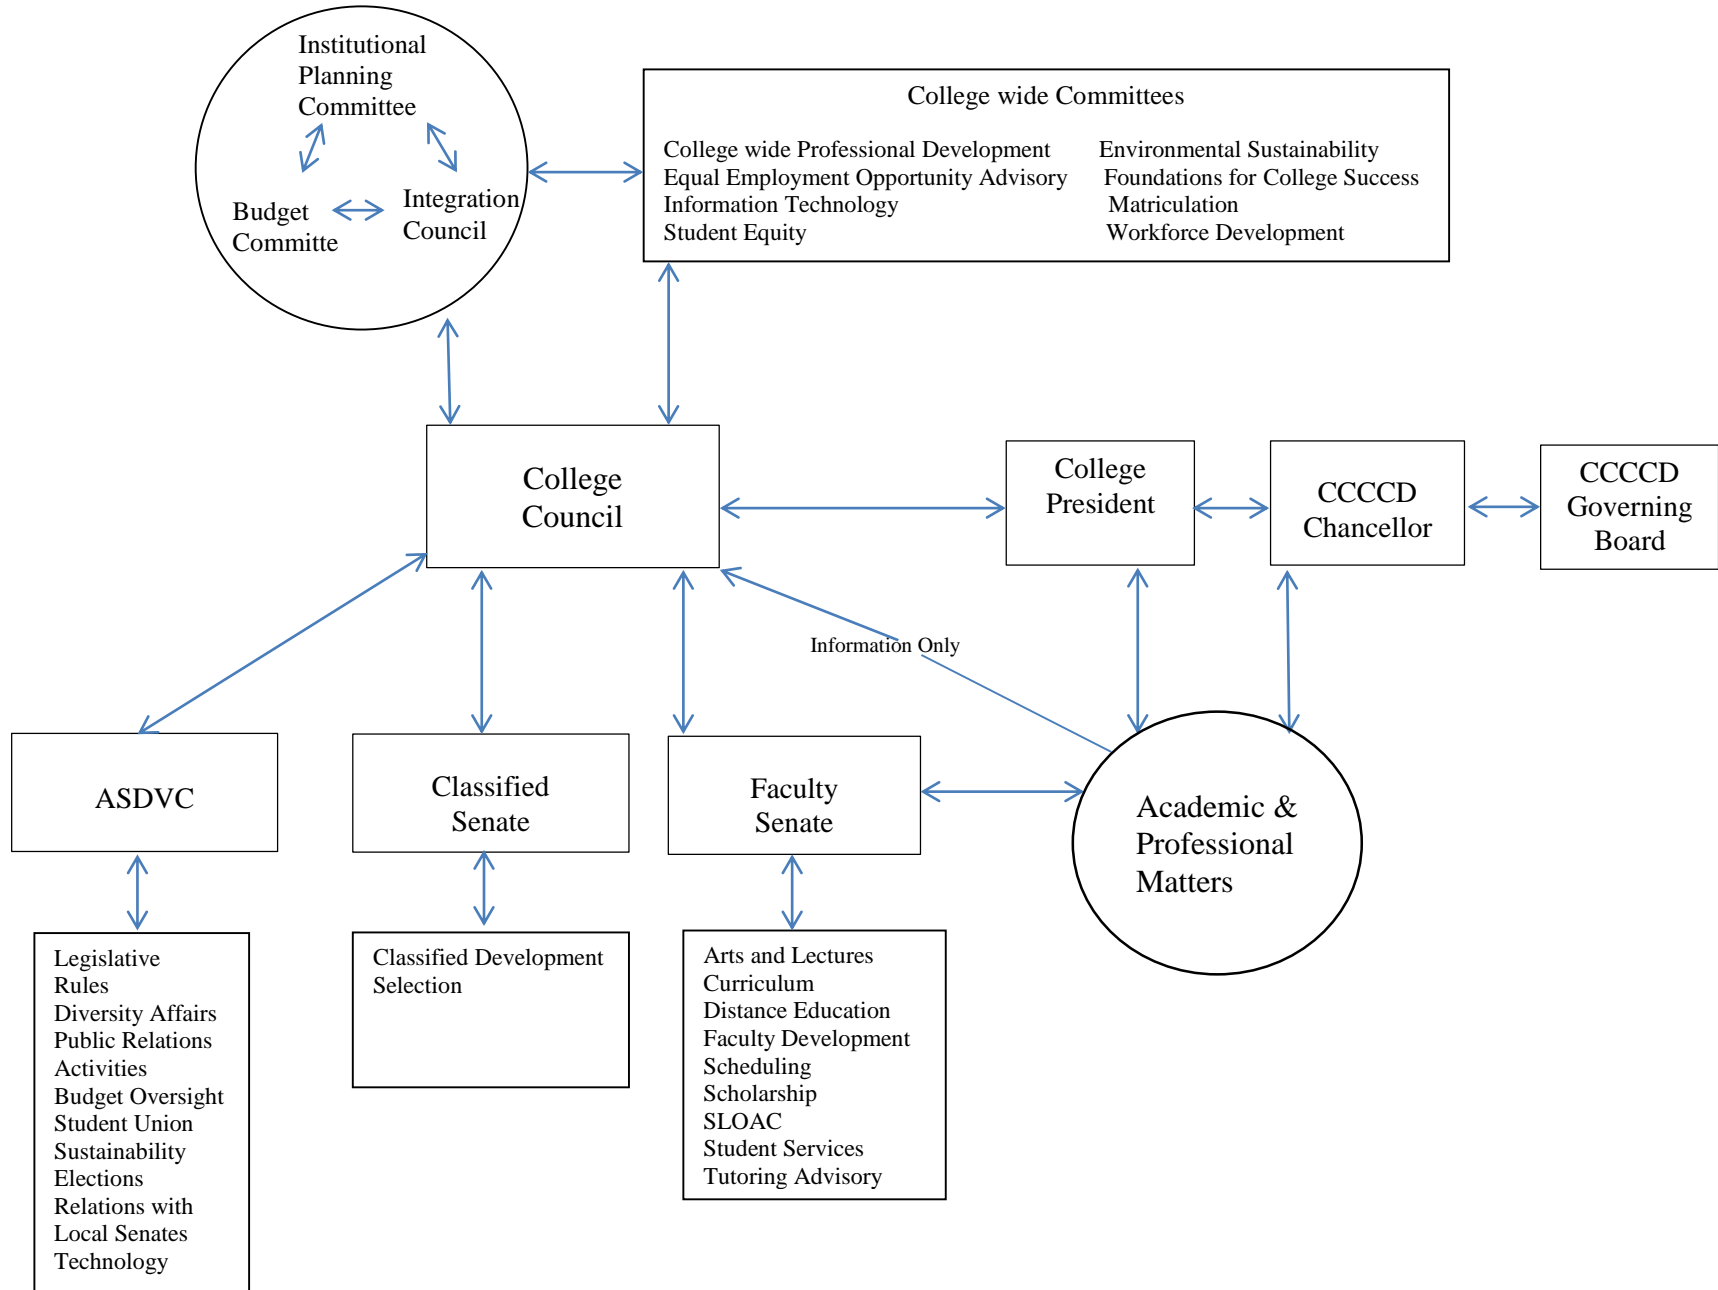 Institutional
Planning
Committee
Budget
Committe
Integration
Council
College wide Committees
College wide Professional Development Environmental Sustainability
Equal Employment Opportunity Advisory Foundations for College Success
Information Technology Matriculation
Student Equity Workforce Development
College
Council
College
President
CCCCD
Chancellor
CCCCD
Governing
Board
Information Only
ASDVC
Classified
Senate
Faculty
Senate
Academic &
Professional
Matters
Legislative
Rules
Diversity Affairs
Public Relations
Activities
Budget Oversight
Student Union
Sustainability
Elections
Relations with
Local Senates
Technology
Classified Development
Selection
Arts and Lectures
Curriculum
Distance Education
Faculty Development
Scheduling
Scholarship
SLOAC
Student Services
Tutoring Advisory